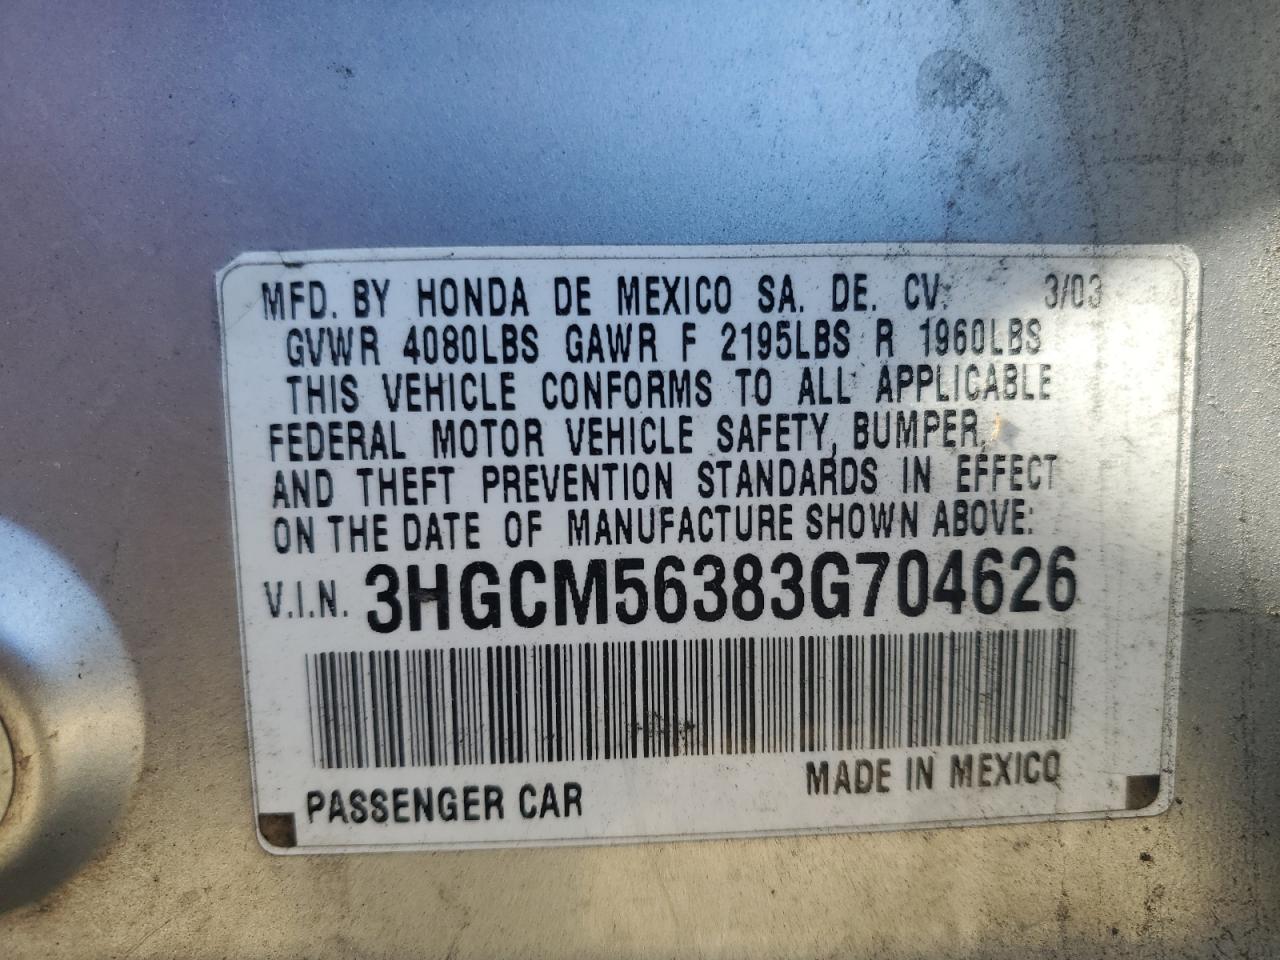 MFD. BY HONDA DE MEXICO SA. DE. CV. 3/03
GVWR 4080LBS GAWR F 2195LBS R 1960LBS
THIS VEHICLE CONFORMS TO ALL APPLICABLE
FEDERAL MOTOR VEHICLE SAFETY, BUMPER,
AND THEFT PREVENTION STANDARDS IN EFFECT
ON THE DATE OF MANUFACTURE SHOWN ABOVE:
V.I.N. 3HGCM56383G704626
PASSENGER CAR MADE IN MEXICO